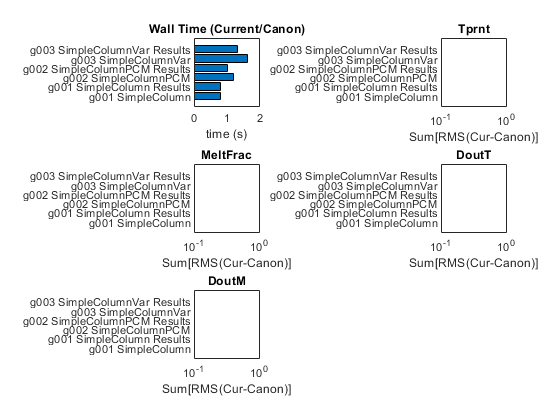 Wall Time (Current/Canon)
g003 SimpleColumnVar Results
g003 SimpleColumnVar
g002 SimpleColumnPCM Results
g002 SimpleColumnPCM
g001 SimpleColumn Results
g001 SimpleColumn
0 1 2
time (s)
Tprnt
g003 SimpleColumnVar Results
g003 SimpleColumnVar
g002 SimpleColumnPCM Results
g002 SimpleColumnPCM
g001 SimpleColumn Results
g001 SimpleColumn
10^-1 10^0
Sum[RMS(Cur-Canon)]
MeltFrac
g003 SimpleColumnVar Results
g003 SimpleColumnVar
g002 SimpleColumnPCM Results
g002 SimpleColumnPCM
g001 SimpleColumn Results
g001 SimpleColumn
10^-1 10^0
Sum[RMS(Cur-Canon)]
DoutT
g003 SimpleColumnVar Results
g003 SimpleColumnVar
g002 SimpleColumnPCM Results
g002 SimpleColumnPCM
g001 SimpleColumn Results
g001 SimpleColumn
10^-1 10^0
Sum[RMS(Cur-Canon)]
DoutM
g003 SimpleColumnVar Results
g003 SimpleColumnVar
g002 SimpleColumnPCM Results
g002 SimpleColumnPCM
g001 SimpleColumn Results
g001 SimpleColumn
10^-1 10^0
Sum[RMS(Cur-Canon)]